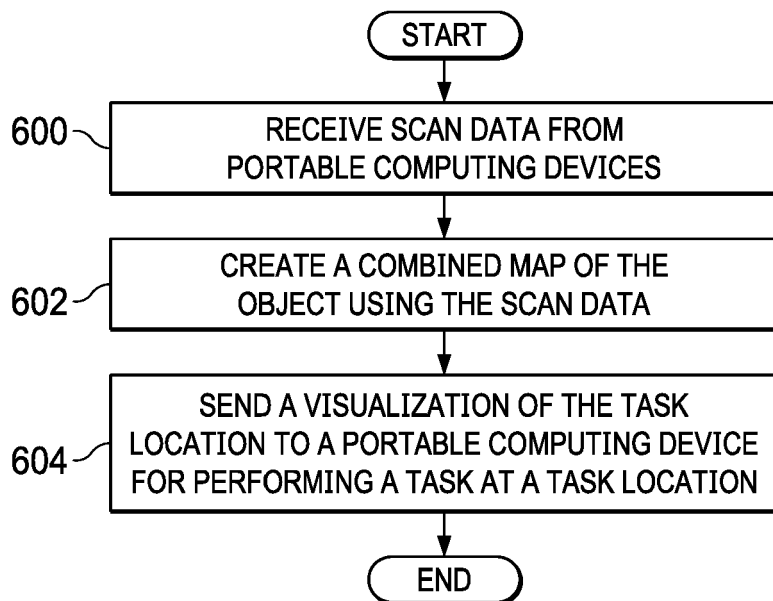 START
600
RECEIVE SCAN DATA FROM
PORTABLE COMPUTING DEVICES
602
CREATE A COMBINED MAP OF THE
OBJECT USING THE SCAN DATA
604
SEND A VISUALIZATION OF THE TASK
LOCATION TO A PORTABLE COMPUTING DEVICE
FOR PERFORMING A TASK AT A TASK LOCATION
END